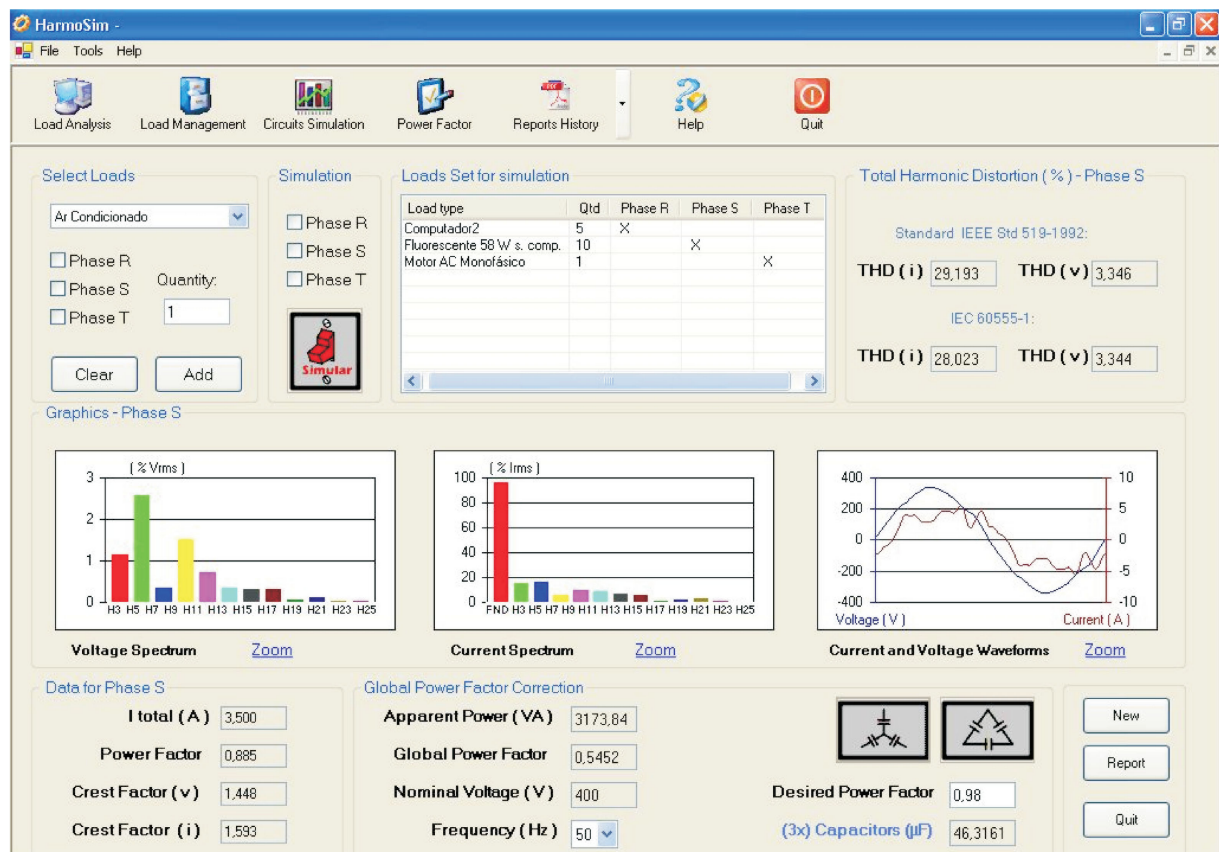 HarmoSim -
File Tools Help
Load Analysis Load Management Circuits Simulation Power Factor Reports History Help Quit
Select Loads
Ar Condicionado
Phase R
Phase S
Phase T
Quantity:
1
Clear Add
Simulation
Phase R
Phase S
Phase T
Simular
Loads Set for simulation
Load type Qtd Phase R Phase S Phase T
Computador2 5 X
Fluorescente 58 W s. comp. 10 X
Motor AC Monofásico 1 X
Total Harmonic Distortion ( % ) - Phase S
Standard IEEE Std 519-1992:
THD ( i ) 29,193 THD ( v ) 3,346
IEC 60555-1:
THD ( i ) 28,023 THD ( v ) 3,344
Graphics - Phase S
( % Vrms )
3
2
1
0
H3 H5 H7 H9 H11 H13 H15 H17 H19 H21 H23 H25
Voltage Spectrum Zoom
( % Irms )
100
80
60
40
20
0
FND H3 H5 H7 H9 H11 H13 H15 H17 H19 H21 H23 H25
Current Spectrum Zoom
400 10
200 5
0 0
-200 -5
-400 -10
Voltage ( V ) Current ( A )
Current and Voltage Waveforms Zoom
Data for Phase S
I total ( A ) 3,500
Power Factor 0,885
Crest Factor ( v ) 1,448
Crest Factor ( i ) 1,593
Global Power Factor Correction
Apparent Power ( VA ) 3173,84
Global Power Factor 0,5452
Nominal Voltage ( V ) 400
Frequency ( Hz ) 50
Desired Power Factor 0,98
(3x) Capacitors (µF) 46,3161
New
Report
Quit